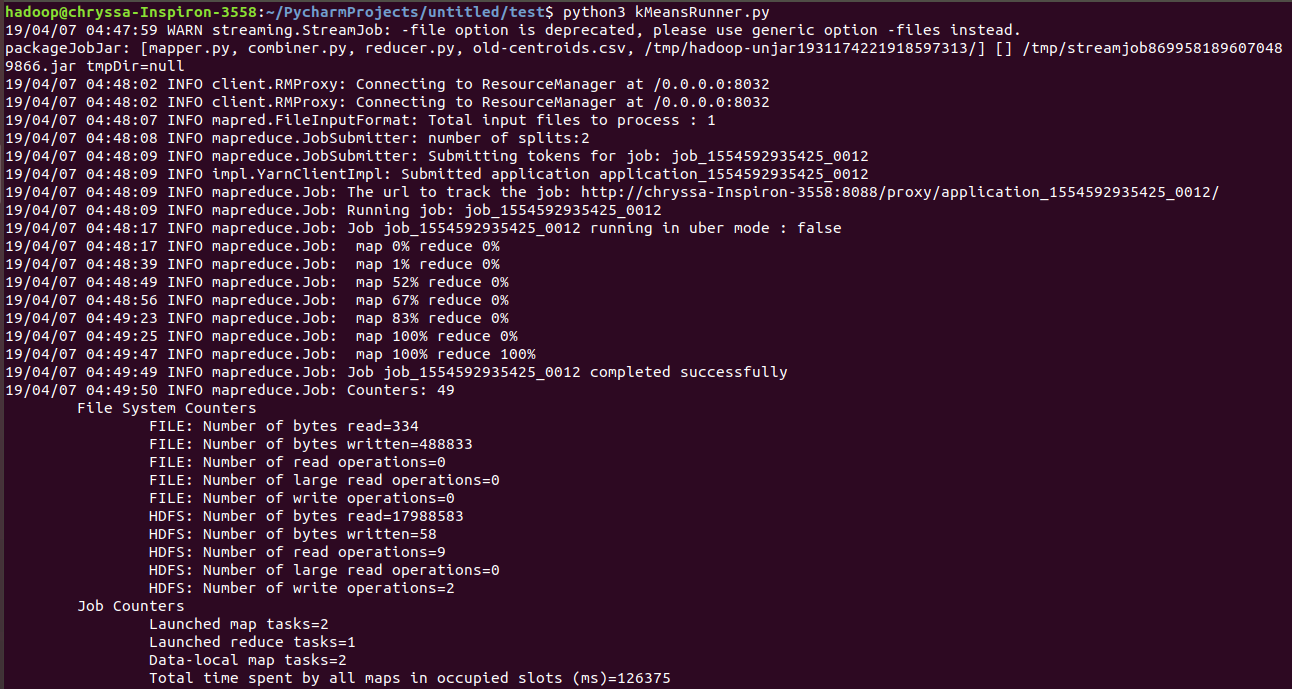 hadoop@chryssa-Inspiron-3558:~/PycharmProjects/untitled/test$ python3 kMeansRunner.py
19/04/07 04:47:59 WARN streaming.StreamJob: -file option is deprecated, please use generic option -files instead.
packageJobJar: [mapper.py, combiner.py, reducer.py, old-centroids.csv, /tmp/hadoop-unjar1931174221918597313/] [] /tmp/streamjob869958189607048
9866.jar tmpDir=null
19/04/07 04:48:02 INFO client.RMProxy: Connecting to ResourceManager at /0.0.0.0:8032
19/04/07 04:48:02 INFO client.RMProxy: Connecting to ResourceManager at /0.0.0.0:8032
19/04/07 04:48:07 INFO mapred.FileInputFormat: Total input files to process : 1
19/04/07 04:48:08 INFO mapreduce.JobSubmitter: number of splits:2
19/04/07 04:48:09 INFO mapreduce.JobSubmitter: Submitting tokens for job: job_1554592935425_0012
19/04/07 04:48:09 INFO impl.YarnClientImpl: Submitted application application_1554592935425_0012
19/04/07 04:48:09 INFO mapreduce.Job: The url to track the job: http://chryssa-Inspiron-3558:8088/proxy/application_1554592935425_0012/
19/04/07 04:48:09 INFO mapreduce.Job: Running job: job_1554592935425_0012
19/04/07 04:48:17 INFO mapreduce.Job: Job job_1554592935425_0012 running in uber mode : false
19/04/07 04:48:17 INFO mapreduce.Job:  map 0% reduce 0%
19/04/07 04:48:39 INFO mapreduce.Job:  map 1% reduce 0%
19/04/07 04:48:49 INFO mapreduce.Job:  map 52% reduce 0%
19/04/07 04:48:56 INFO mapreduce.Job:  map 67% reduce 0%
19/04/07 04:49:23 INFO mapreduce.Job:  map 83% reduce 0%
19/04/07 04:49:25 INFO mapreduce.Job:  map 100% reduce 0%
19/04/07 04:49:47 INFO mapreduce.Job:  map 100% reduce 100%
19/04/07 04:49:49 INFO mapreduce.Job: Job job_1554592935425_0012 completed successfully
19/04/07 04:49:50 INFO mapreduce.Job: Counters: 49
File System Counters
FILE: Number of bytes read=334
FILE: Number of bytes written=488833
FILE: Number of read operations=0
FILE: Number of large read operations=0
FILE: Number of write operations=0
HDFS: Number of bytes read=17988583
HDFS: Number of bytes written=58
HDFS: Number of read operations=9
HDFS: Number of large read operations=0
HDFS: Number of write operations=2
Job Counters
Launched map tasks=2
Launched reduce tasks=1
Data-local map tasks=2
Total time spent by all maps in occupied slots (ms)=126375